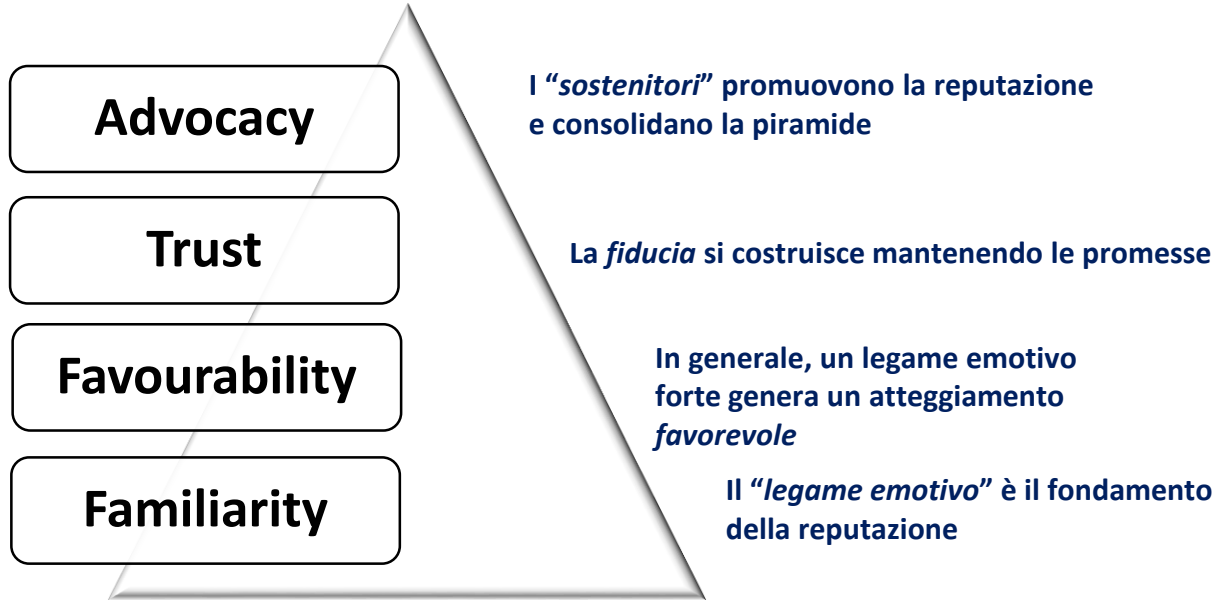 Advocacy
I “sostenitori” promuovono la reputazione
e consolidano la piramide
Trust
La fiducia si costruisce mantenendo le promesse
Favourability
In generale, un legame emotivo
forte genera un atteggiamento
favorevole
Familiarity
Il “legame emotivo” è il fondamento
della reputazione